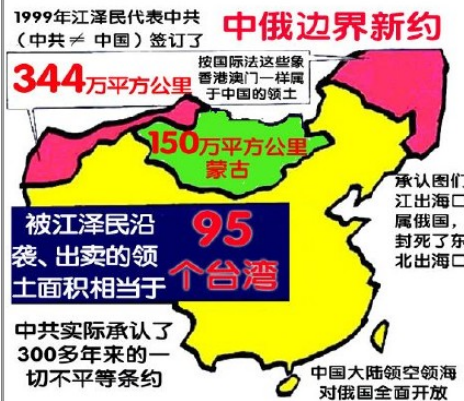 1999年江泽民代表中共
（中共≠ 中国）签订了
中俄边界新约
344万平方公里
按国际法这些象
香港澳门一样属
于中国的领土
150万平方公里
蒙古
承认图们
江出海口
属俄国，
封死了东
北出海口
被江泽民沿
袭、出卖的领
土面积相当于
95
个台湾
中共实际承认了
300多年来的一
切不平等条约
中国大陆领空领海
对俄国全面开放